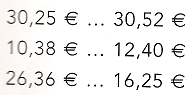 30,25 € ... 30,52 €
10,38 € ... 12,40 €
26,36 € ... 16,25 €